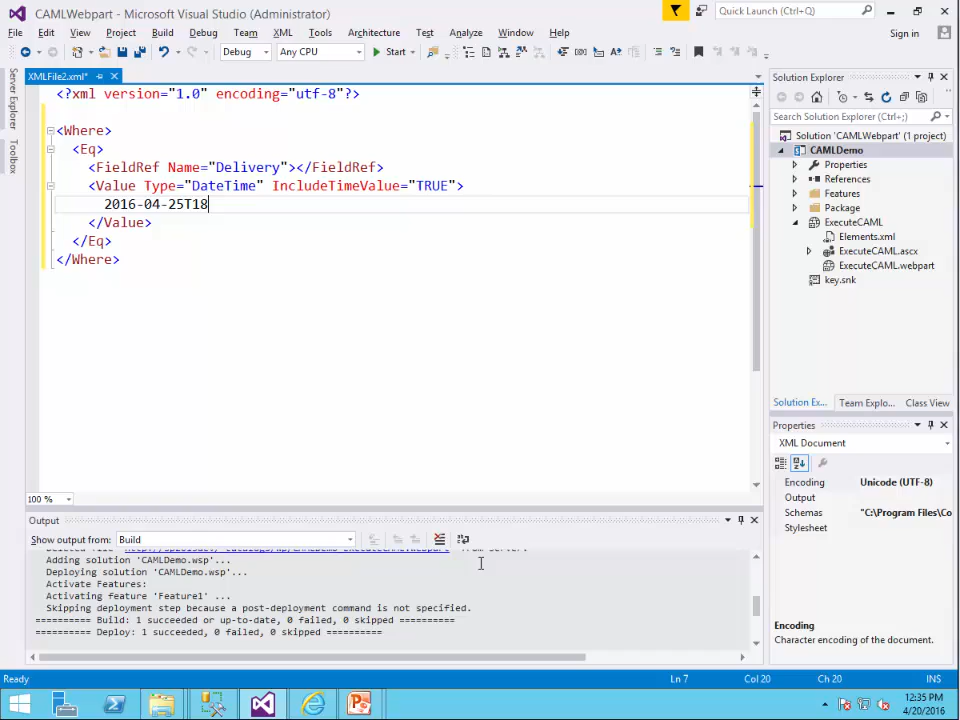 CAMLWebpart - Microsoft Visual Studio (Administrator)
Quick Launch (Ctrl+Q)
File Edit View Project Build Debug Team XML Tools Architecture Test Analyze Window Help
Sign in
Debug Any CPU Start
Server Explorer
Toolbox
XMLFile2.xml*
<?xml version="1.0" encoding="utf-8"?>
<Where>
<Eq>
<FieldRef Name="Delivery"></FieldRef>
<Value Type="DateTime" IncludeTimeValue="TRUE">
2016-04-25T18
</Value>
</Eq>
</Where>
100 %
Solution Explorer
Search Solution Explorer (Ctrl+;)
Solution 'CAMLWebpart' (1 project)
CAMLDemo
Properties
References
Features
Package
ExecuteCAML
Elements.xml
ExecuteCAML.ascx
ExecuteCAML.webpart
key.snk
Solution Ex... Team Explo... Class View
Properties
XML Document
Encoding Unicode (UTF-8)
Output
Schemas "C:\Program Files\Co
Stylesheet
Encoding
Character encoding of the document.
Output
Show output from: Build
Adding solution 'CAMLDemo.wsp'...
Deploying solution 'CAMLDemo.wsp'...
Activate Features:
Activating feature 'Feature1' ...
Skipping deployment step because a post-deployment command is not specified.
========== Build: 1 succeeded or up-to-date, 0 failed, 0 skipped ==========
========== Deploy: 1 succeeded, 0 failed, 0 skipped ==========
Ready Ln 7 Col 20 Ch 20 INS
12:35 PM
4/20/2016